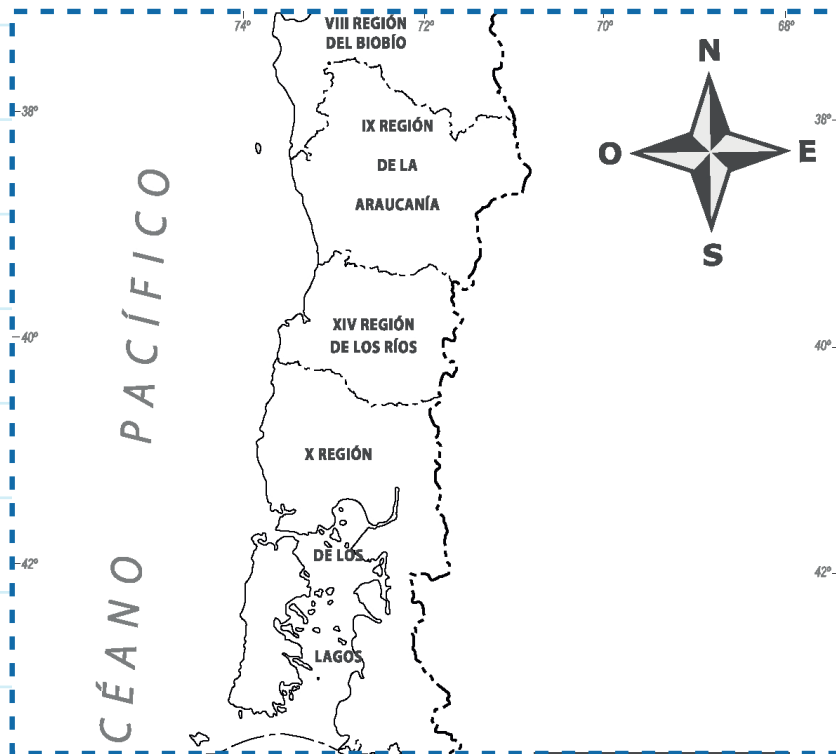 74°
72°
70°
68°
VIII REGIÓN
DEL BIOBÍO
N
O
E
S
38°
38°
IX REGIÓN
DE LA
ARAUCANÍA
XIV REGIÓN
DE LOS RÍOS
40°
40°
X REGIÓN
DE LOS
LAGOS
42°
42°
CÉANO PACÍFICO